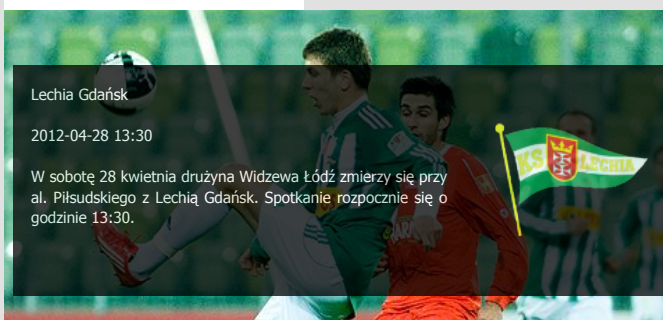 Lechia Gdańsk
2012-04-28 13:30
W sobotę 28 kwietnia drużyna Widzewa Łódź zmierzy się przy
al. Piłsudskiego z Lechią Gdańsk. Spotkanie rozpocznie się o
godzinie 13:30.
KS LECHIA